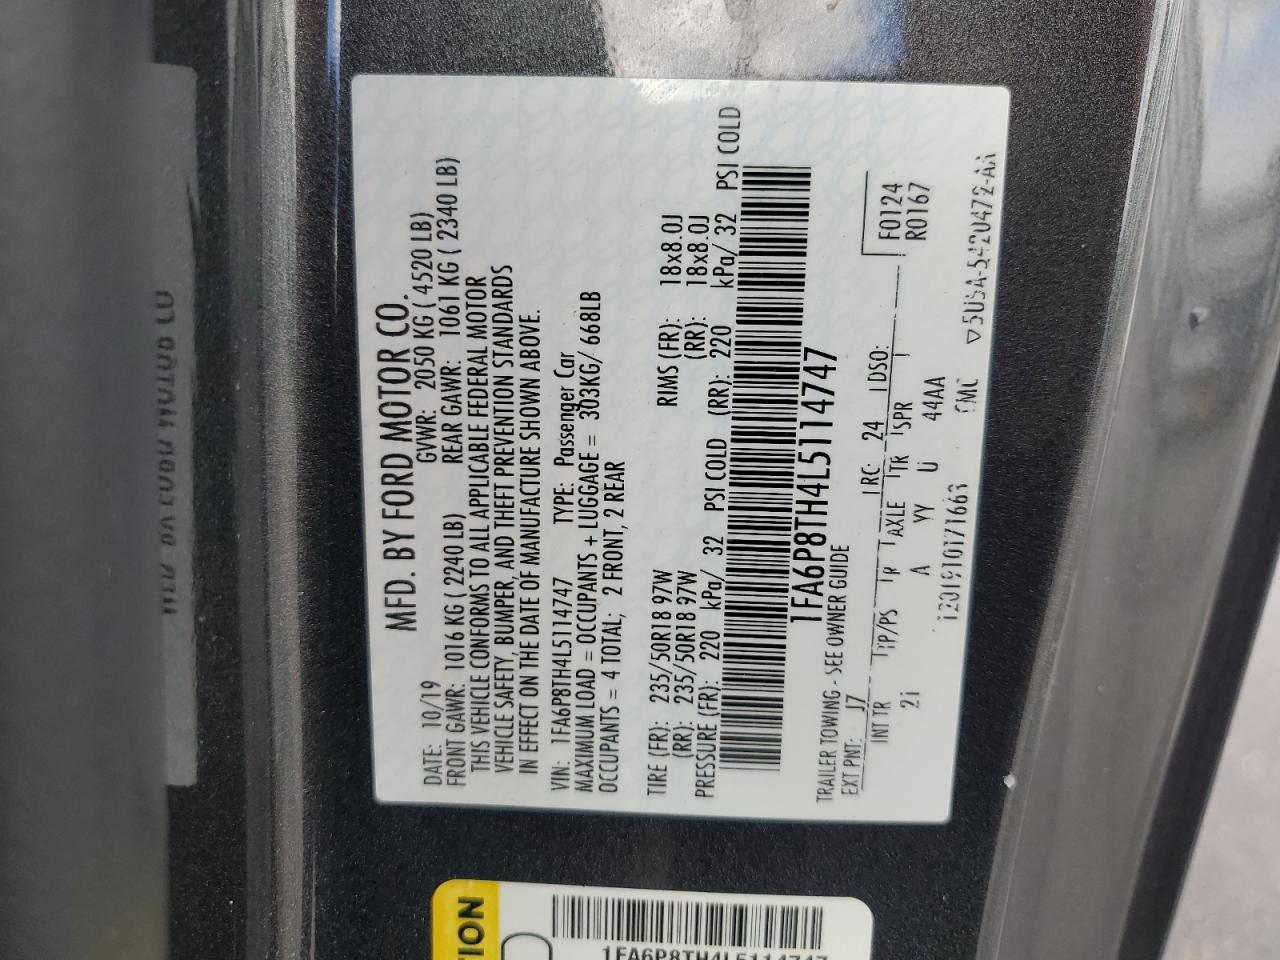 MFD. BY FORD MOTOR CO.
DATE: 10/19 GVWR: 2050 KG ( 4520 LB)
FRONT GAWR: 1016 KG ( 2240 LB) REAR GAWR: 1061 KG ( 2340 LB)
THIS VEHICLE CONFORMS TO ALL APPLICABLE FEDERAL MOTOR
VEHICLE SAFETY, BUMPER, AND THEFT PREVENTION STANDARDS
IN EFFECT ON THE DATE OF MANUFACTURE SHOWN ABOVE.
VIN: 1FA6P8TH4L5114747 TYPE: Passenger Car
MAXIMUM LOAD = OCCUPANTS + LUGGAGE = 303KG/ 668LB
OCCUPANTS = 4 TOTAL; 2 FRONT, 2 REAR
TIRE (FR): 235/50R18 97W RIMS (FR): 18x8.0J
(RR): 235/50R18 97W (RR): 18x8.0J
PRESSURE (FR): 220 kPa/ 32 PSI COLD (RR): 220 kPa/ 32 PSI COLD
1FA6P8TH4L5114747
TRAILER TOWING - SEE OWNER GUIDE
EXT PNT: J7 RC: 24 DSO: F0124
INT TR TP/PS R AXLE TR SPR R0167
2I A YY U 44AA
1201910171663 5U5A-5420472-AA
TION
1FA6P8TH4L5114747